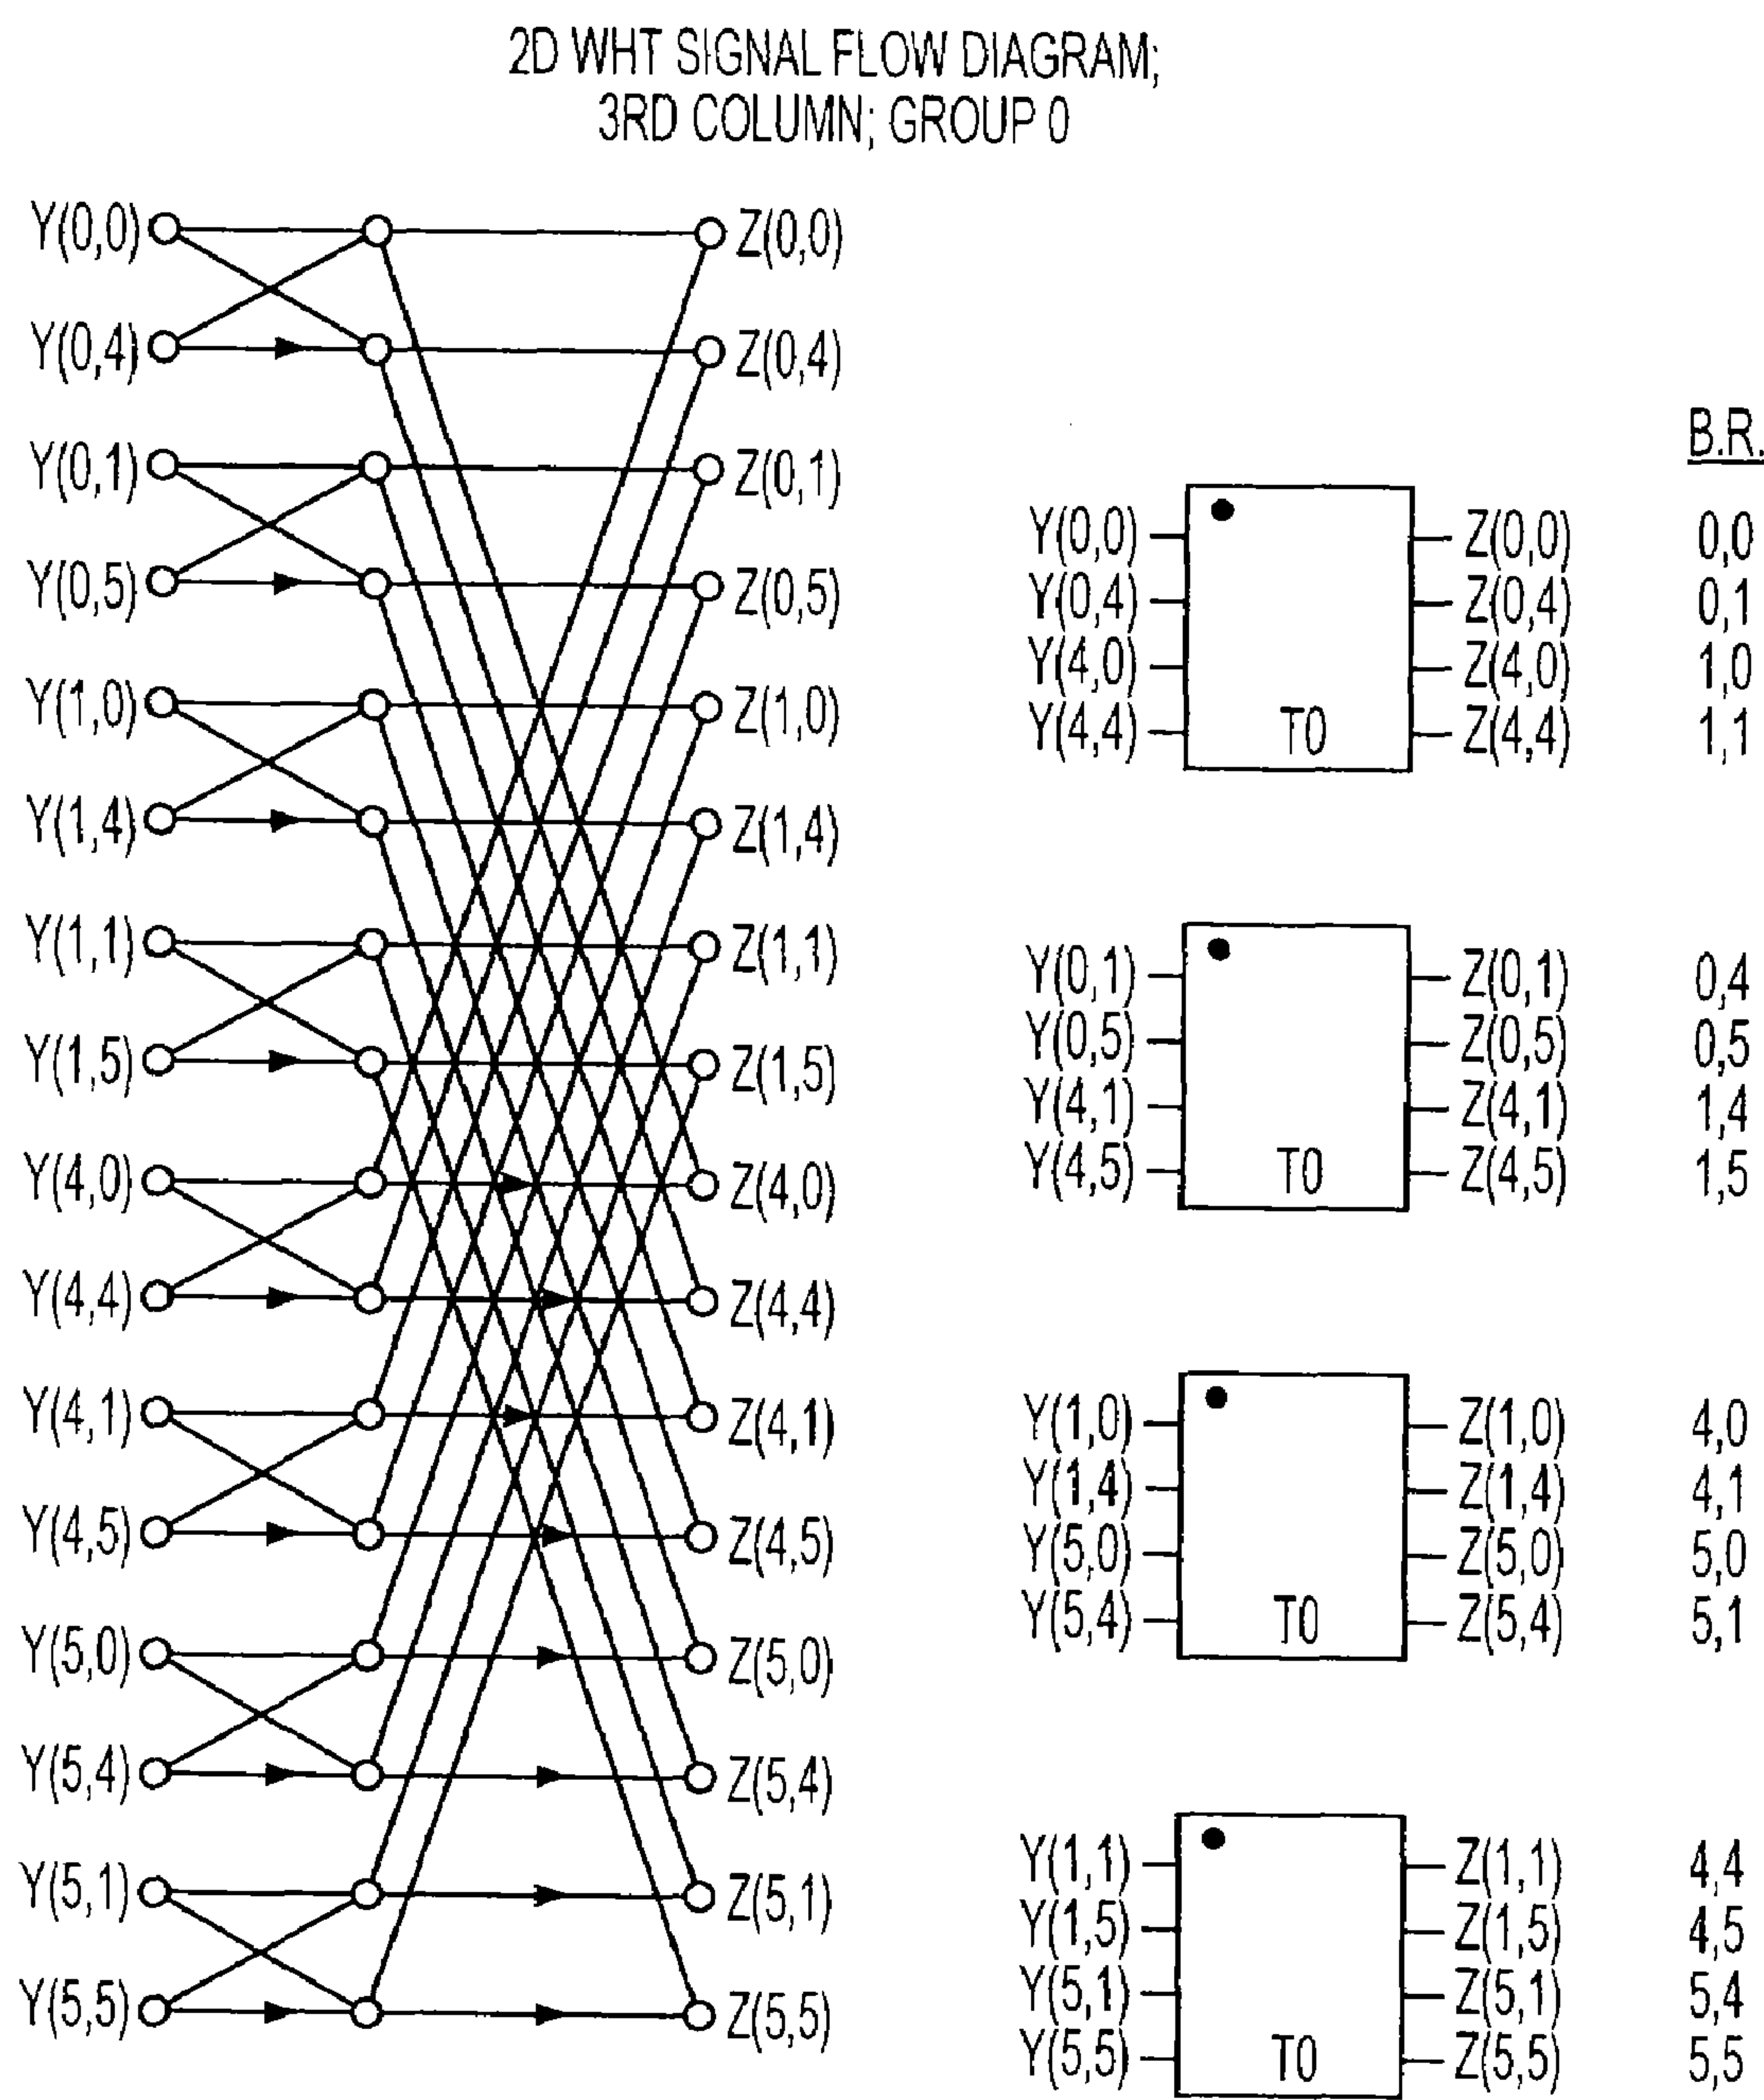 2D WHT SIGNAL FLOW DIAGRAM;
3RD COLUMN; GROUP 0
Y(0,0) Z(0,0)
Y(0,4) Z(0,4)
Y(0,1) Z(0,1)
Y(0,5) Z(0,5)
Y(1,0) Z(1,0)
Y(1,4) Z(1,4)
Y(1,1) Z(1,1)
Y(1,5) Z(1,5)
Y(4,0) Z(4,0)
Y(4,4) Z(4,4)
Y(4,1) Z(4,1)
Y(4,5) Z(4,5)
Y(5,0) Z(5,0)
Y(5,4) Z(5,4)
Y(5,1) Z(5,1)
Y(5,5) Z(5,5)
B.R.
Y(0,0) Z(0,0) 0,0
Y(0,4) Z(0,4) 0,1
Y(4,0) Z(4,0) 1,0
Y(4,4) T0 Z(4,4) 1,1
Y(0,1) Z(0,1) 0,4
Y(0,5) Z(0,5) 0,5
Y(4,1) Z(4,1) 1,4
Y(4,5) T0 Z(4,5) 1,5
Y(1,0) Z(1,0) 4,0
Y(1,4) Z(1,4) 4,1
Y(5,0) Z(5,0) 5,0
Y(5,4) T0 Z(5,4) 5,1
Y(1,1) Z(1,1) 4,4
Y(1,5) Z(1,5) 4,5
Y(5,1) Z(5,1) 5,4
Y(5,5) T0 Z(5,5) 5,5